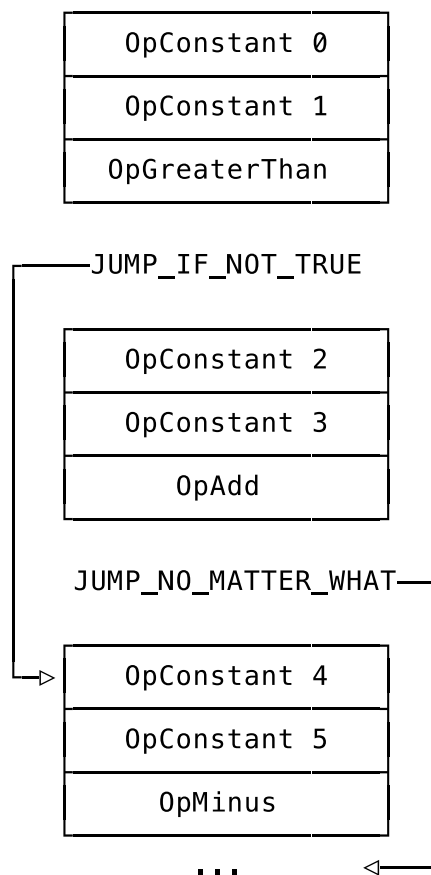 OpConstant 0
OpConstant 1
OpGreaterThan
JUMP_IF_NOT_TRUE
OpConstant 2
OpConstant 3
OpAdd
JUMP_NO_MATTER_WHAT
OpConstant 4
OpConstant 5
OpMinus
...